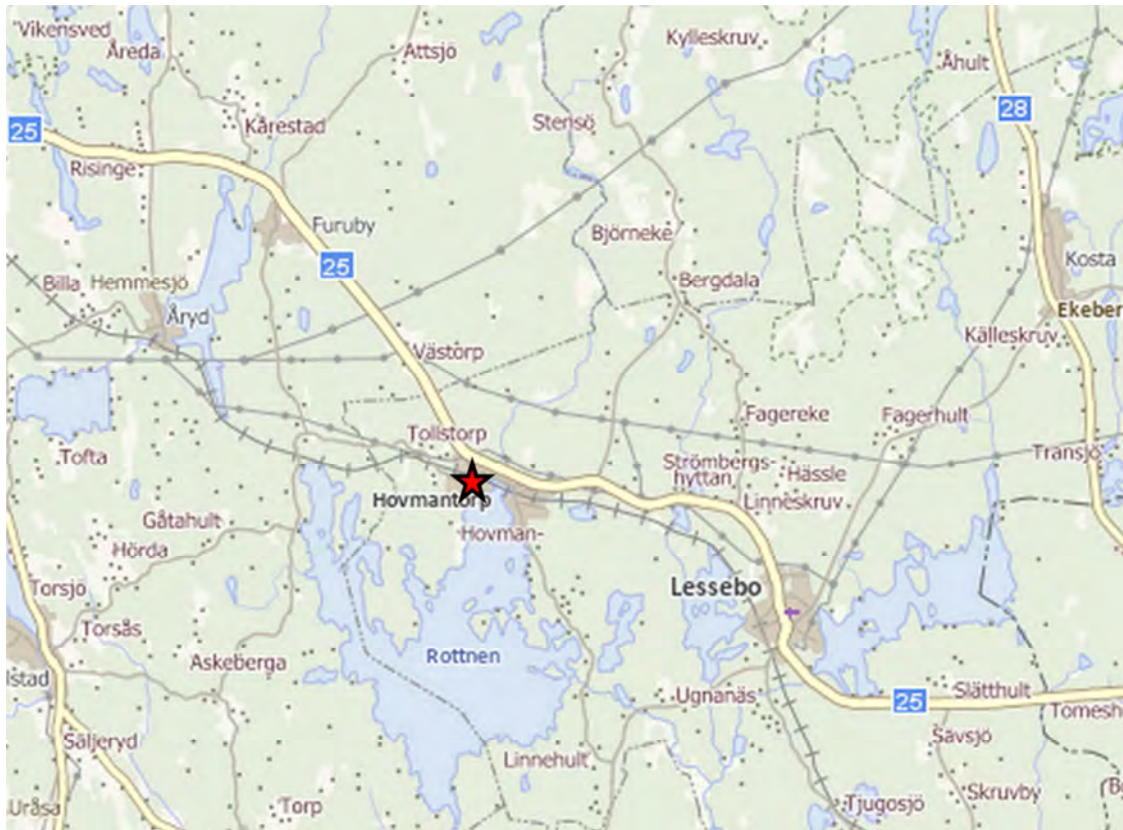 Vikensved
Åreda
Attsjö
Kylleskruv
Åhult
28
25
Kårestad
Stensö
Risinge
Furuby
Björneke
25
Kosta
Billa
Hemmesjö
Bergdala
Åryd
Ekeber
Källeskruv
Västorp
Fagereke
Fagerhult
Tollstorp
Tofta
Transjö
Strömbergs-
hyttan
Hässle
Hovmantorp
Linneskruv
Gåtahult
Hovman-
Hörda
Torsjö
Lessebo
Torsås
Rottnen
Askeberga
lstad
Ugnanäs
Slätthult
25
Tomesh
Säljeryd
Sävsjö
Linnehult
Skruvby
Uråsa
Torp
Tjugosjö